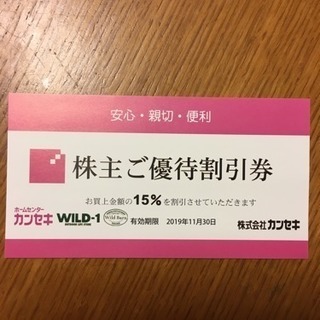 安心・親切・便利
株主ご優待割引券
お買上金額の15%を割引させていただきます
ホームセンター
カンセキ WILD-1 Wild Barn 有効期限 2019年11月30日 株式会社カンセキ